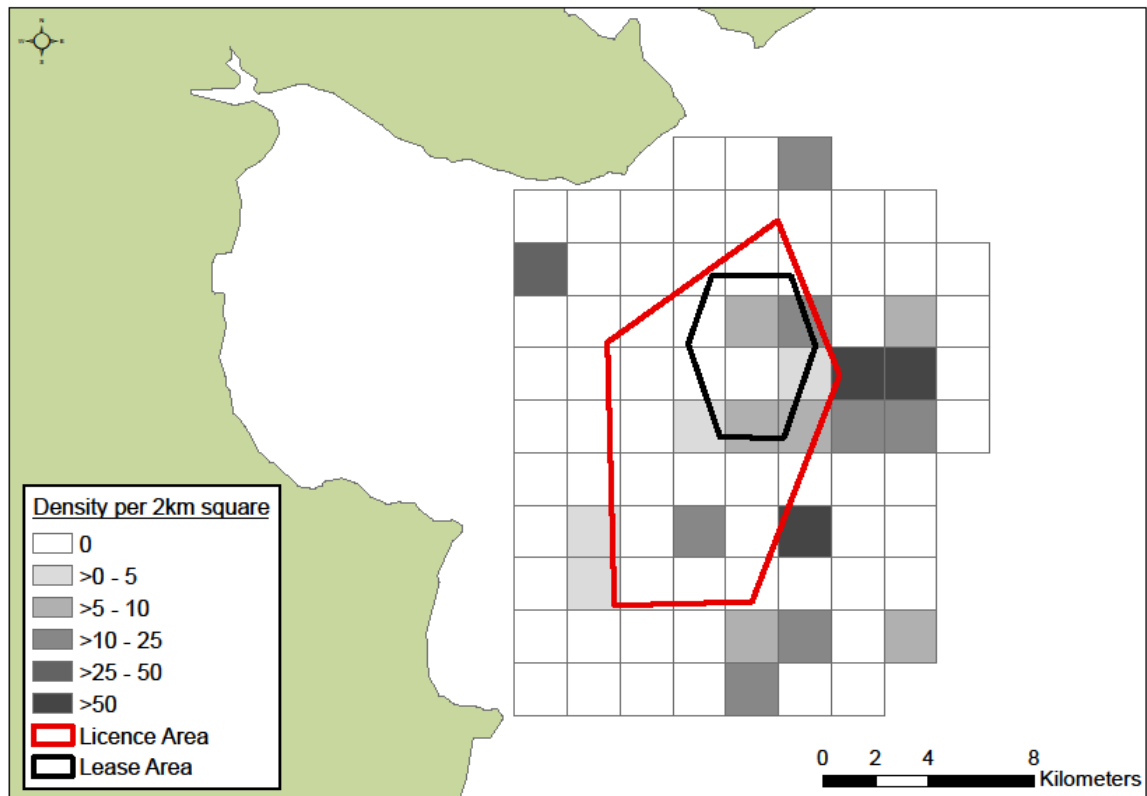 N
W E
S
Density per 2km square
0
>0 - 5
>5 - 10
>10 - 25
>25 - 50
>50
Licence Area
Lease Area
0 2 4 8
Kilometers